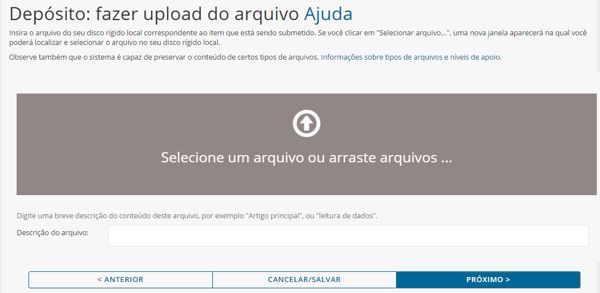 Depósito: fazer upload do arquivo Ajuda
Insira o arquivo do seu disco rígido local correspondente ao item que está sendo submetido. Se você clicar em "Selecionar arquivo...", uma nova janela aparecerá na qual você
poderá localizar e selecionar o arquivo no seu disco rígido local.
Observe também que o sistema é capaz de preservar o conteúdo de certos tipos de arquivos. Informações sobre tipos de arquivos e níveis de apoio.
Selecione um arquivo ou arraste arquivos ...
Digite uma breve descrição do conteúdo deste arquivo, por exemplo "Artigo principal", ou "leitura de dados".
Descrição do arquivo:
< ANTERIOR
CANCELAR/SALVAR
PRÓXIMO >